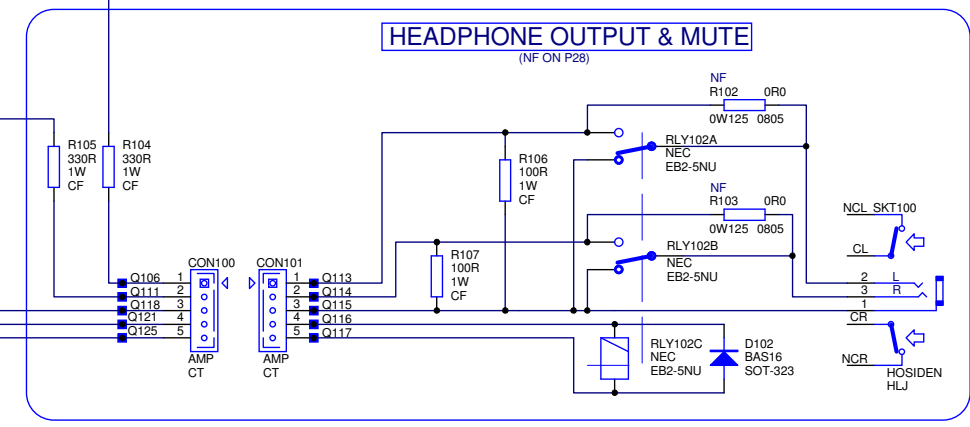 HEADPHONE OUTPUT & MUTE
(NF ON P28)
NF
R102 0R0
0W125 0805
RLY102A
NEC
EB2-5NU
R105
330R
1W
CF
R104
330R
1W
CF
R106
100R
1W
CF
NF
R103 0R0
0W125 0805
RLY102B
NEC
EB2-5NU
R107
100R
1W
CF
NCL SKT100
CL
2 L
3 R
1
CR
NCR
HOSIDEN
HLJ
CON100
Q106 1
Q111 2
Q118 3
Q121 4
Q125 5
AMP
CT
CON101
1 Q113
2 Q114
3 Q115
4 Q116
5 Q117
AMP
CT
RLY102C
NEC
EB2-5NU
D102
BAS16
SOT-323